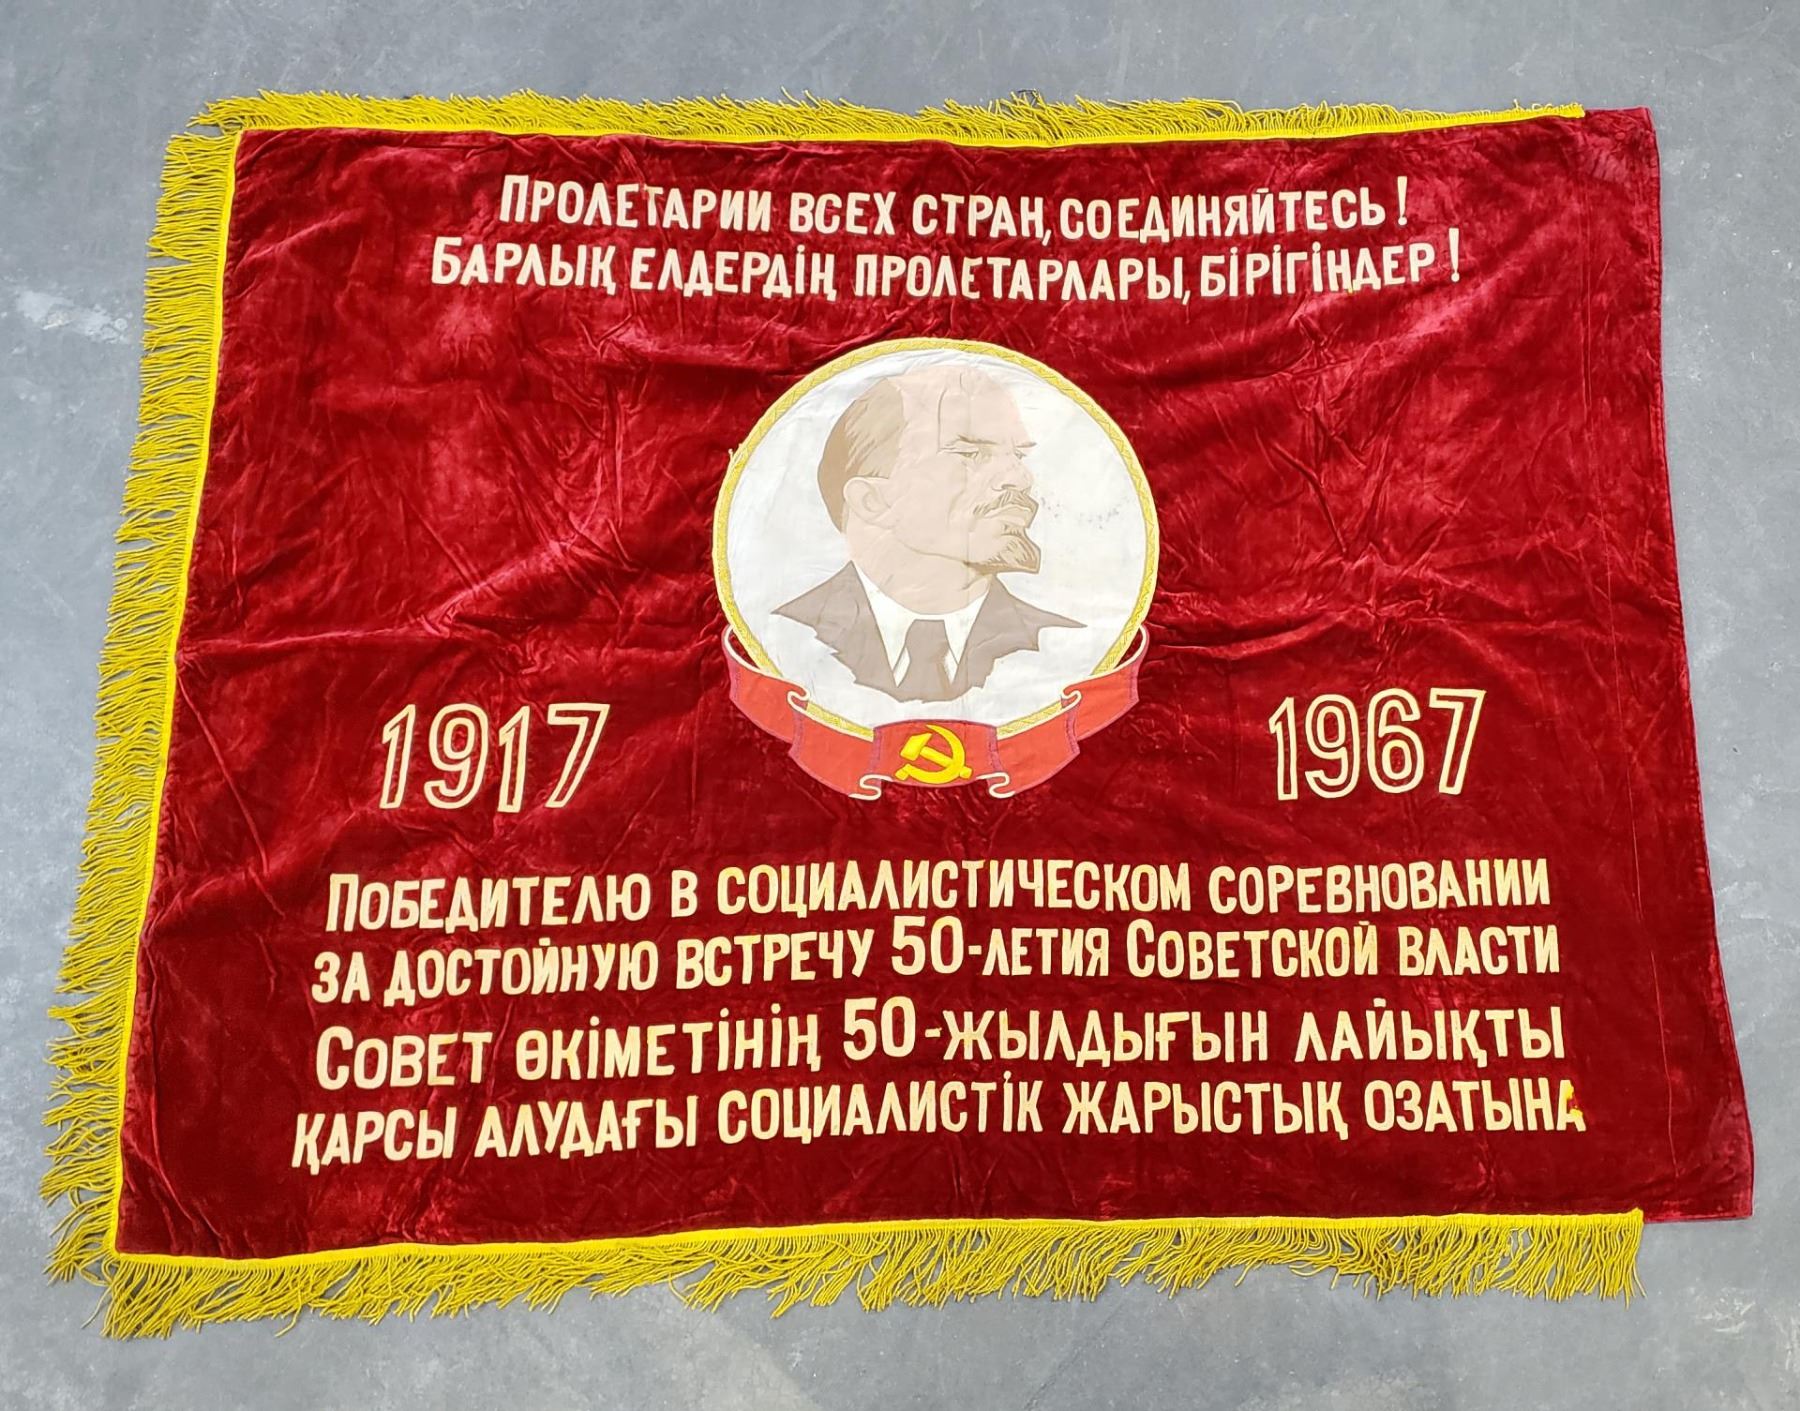 ПРОЛЕТАРИИ ВСЕХ СТРАН, СОЕДИНЯЙТЕСЬ!
БАРЛЫҚ ЕЛДЕРДІҢ ПРОЛЕТАРЛАРЫ, БІРІГІҢДЕР!
1917 1967
ПОБЕДИТЕЛЮ В СОЦИАЛИСТИЧЕСКОМ СОРЕВНОВАНИИ
ЗА ДОСТОЙНУЮ ВСТРЕЧУ 50-ЛЕТИЯ СОВЕТСКОЙ ВЛАСТИ
СОВЕТ ӨКІМЕТІНІҢ 50-ЖЫЛДЫҒЫН ЛАЙЫҚТЫ
ҚАРСЫ АЛУДАҒЫ СОЦИАЛИСТІК ЖАРЫСТЫҚ ОЗАТЫНА